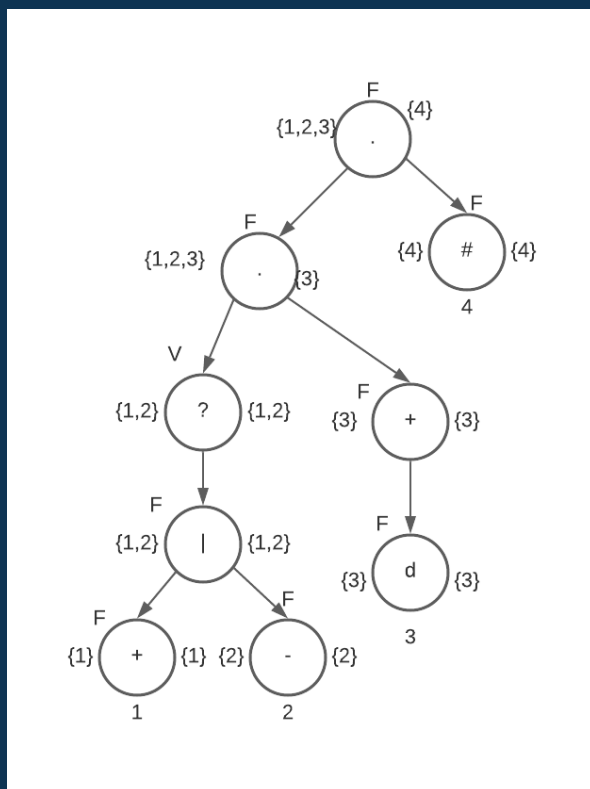 F
{1,2,3} . {4}
F
F
{4} # {4}
{1,2,3} . {3}
4
V
F
{1,2} ? {1,2}
{3} + {3}
F
F
{1,2} | {1,2}
{3} d {3}
F
F
3
{1} + {1} {2} - {2}
1 2